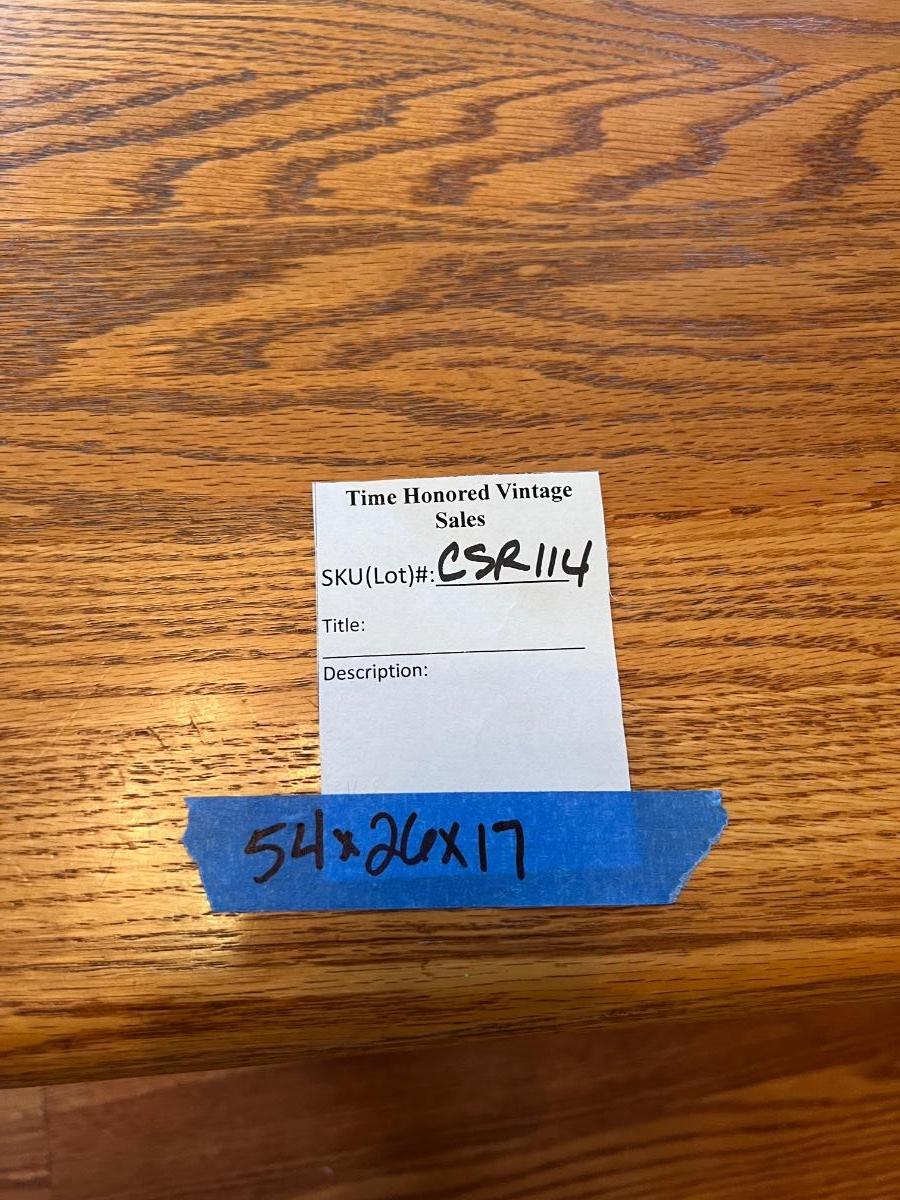 Time Honored Vintage
Sales
SKU(Lot)#: CSR114
Title:
Description:
54x26x17